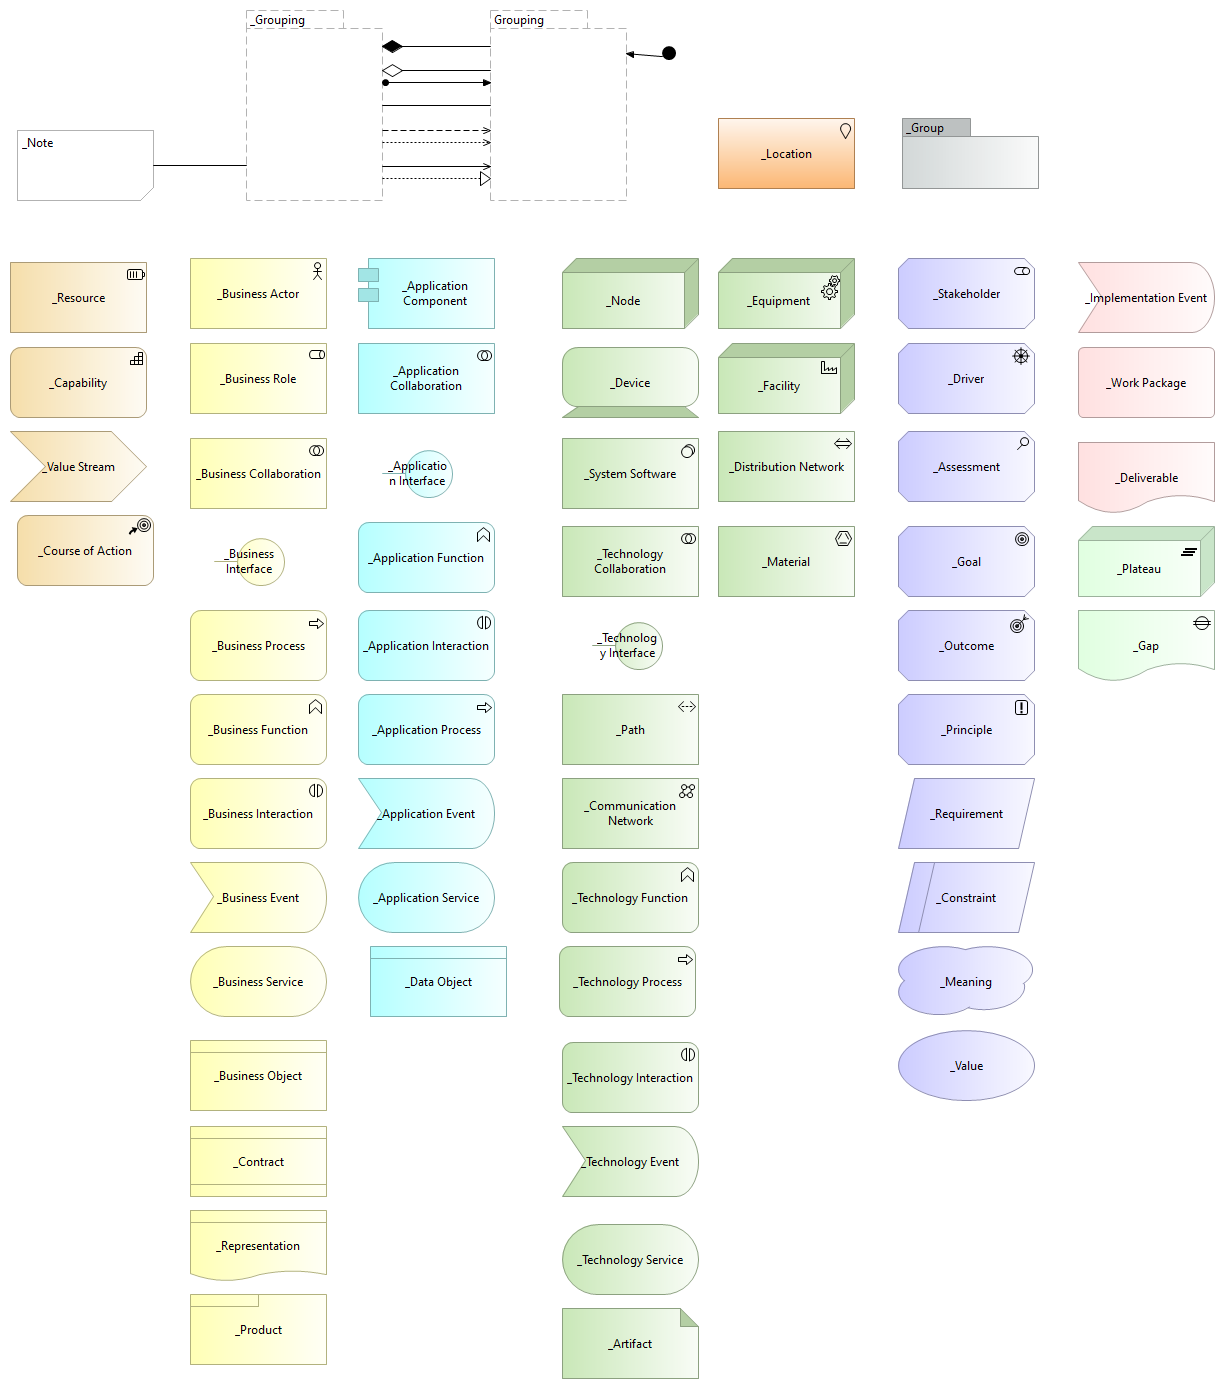 _Grouping
Grouping
_Note
_Location
_Group
_Resource
_Capability
_Value Stream
_Course of Action
_Business Actor
_Business Role
_Business Collaboration
_Business
Interface
_Business Process
_Business Function
_Business Interaction
_Business Event
_Business Service
_Business Object
_Contract
_Representation
_Product
_Application
Component
_Application
Collaboration
_Applicatio
n Interface
_Application Function
_Application Interaction
_Application Process
_Application Event
_Application Service
_Data Object
_Node
_Device
_System Software
_Technology
Collaboration
_Technolog
y Interface
_Path
_Communication
Network
_Technology Function
_Technology Process
_Technology Interaction
_Technology Event
_Technology Service
_Artifact
_Equipment
_Facility
_Distribution Network
_Material
_Stakeholder
_Driver
_Assessment
_Goal
_Outcome
_Principle
_Requirement
_Constraint
_Meaning
_Value
_Implementation Event
_Work Package
_Deliverable
_Plateau
_Gap